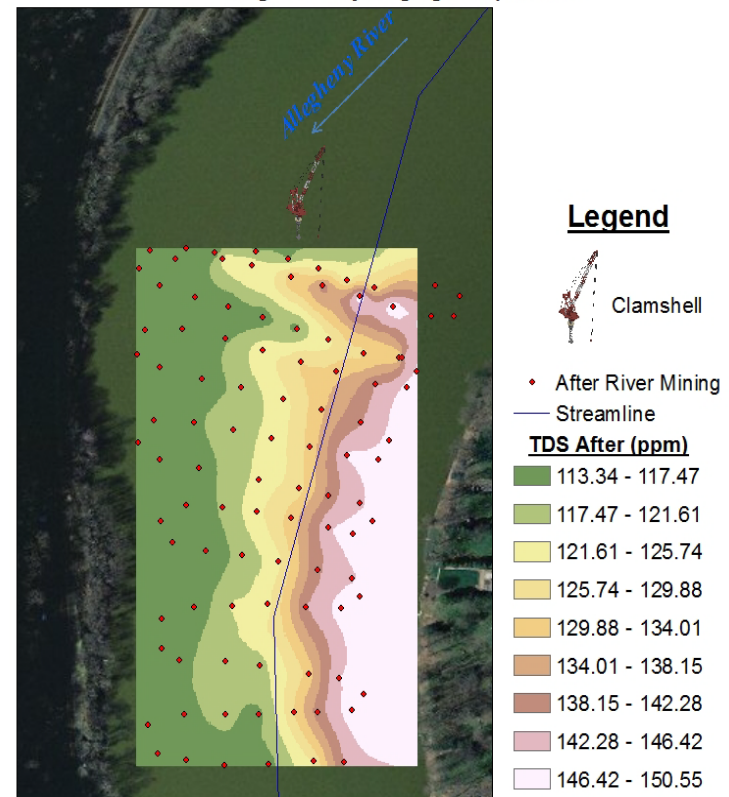 Allegheny River
Legend
Clamshell
After River Mining
Streamline
TDS After (ppm)
113.34 - 117.47
117.47 - 121.61
121.61 - 125.74
125.74 - 129.88
129.88 - 134.01
134.01 - 138.15
138.15 - 142.28
142.28 - 146.42
146.42 - 150.55